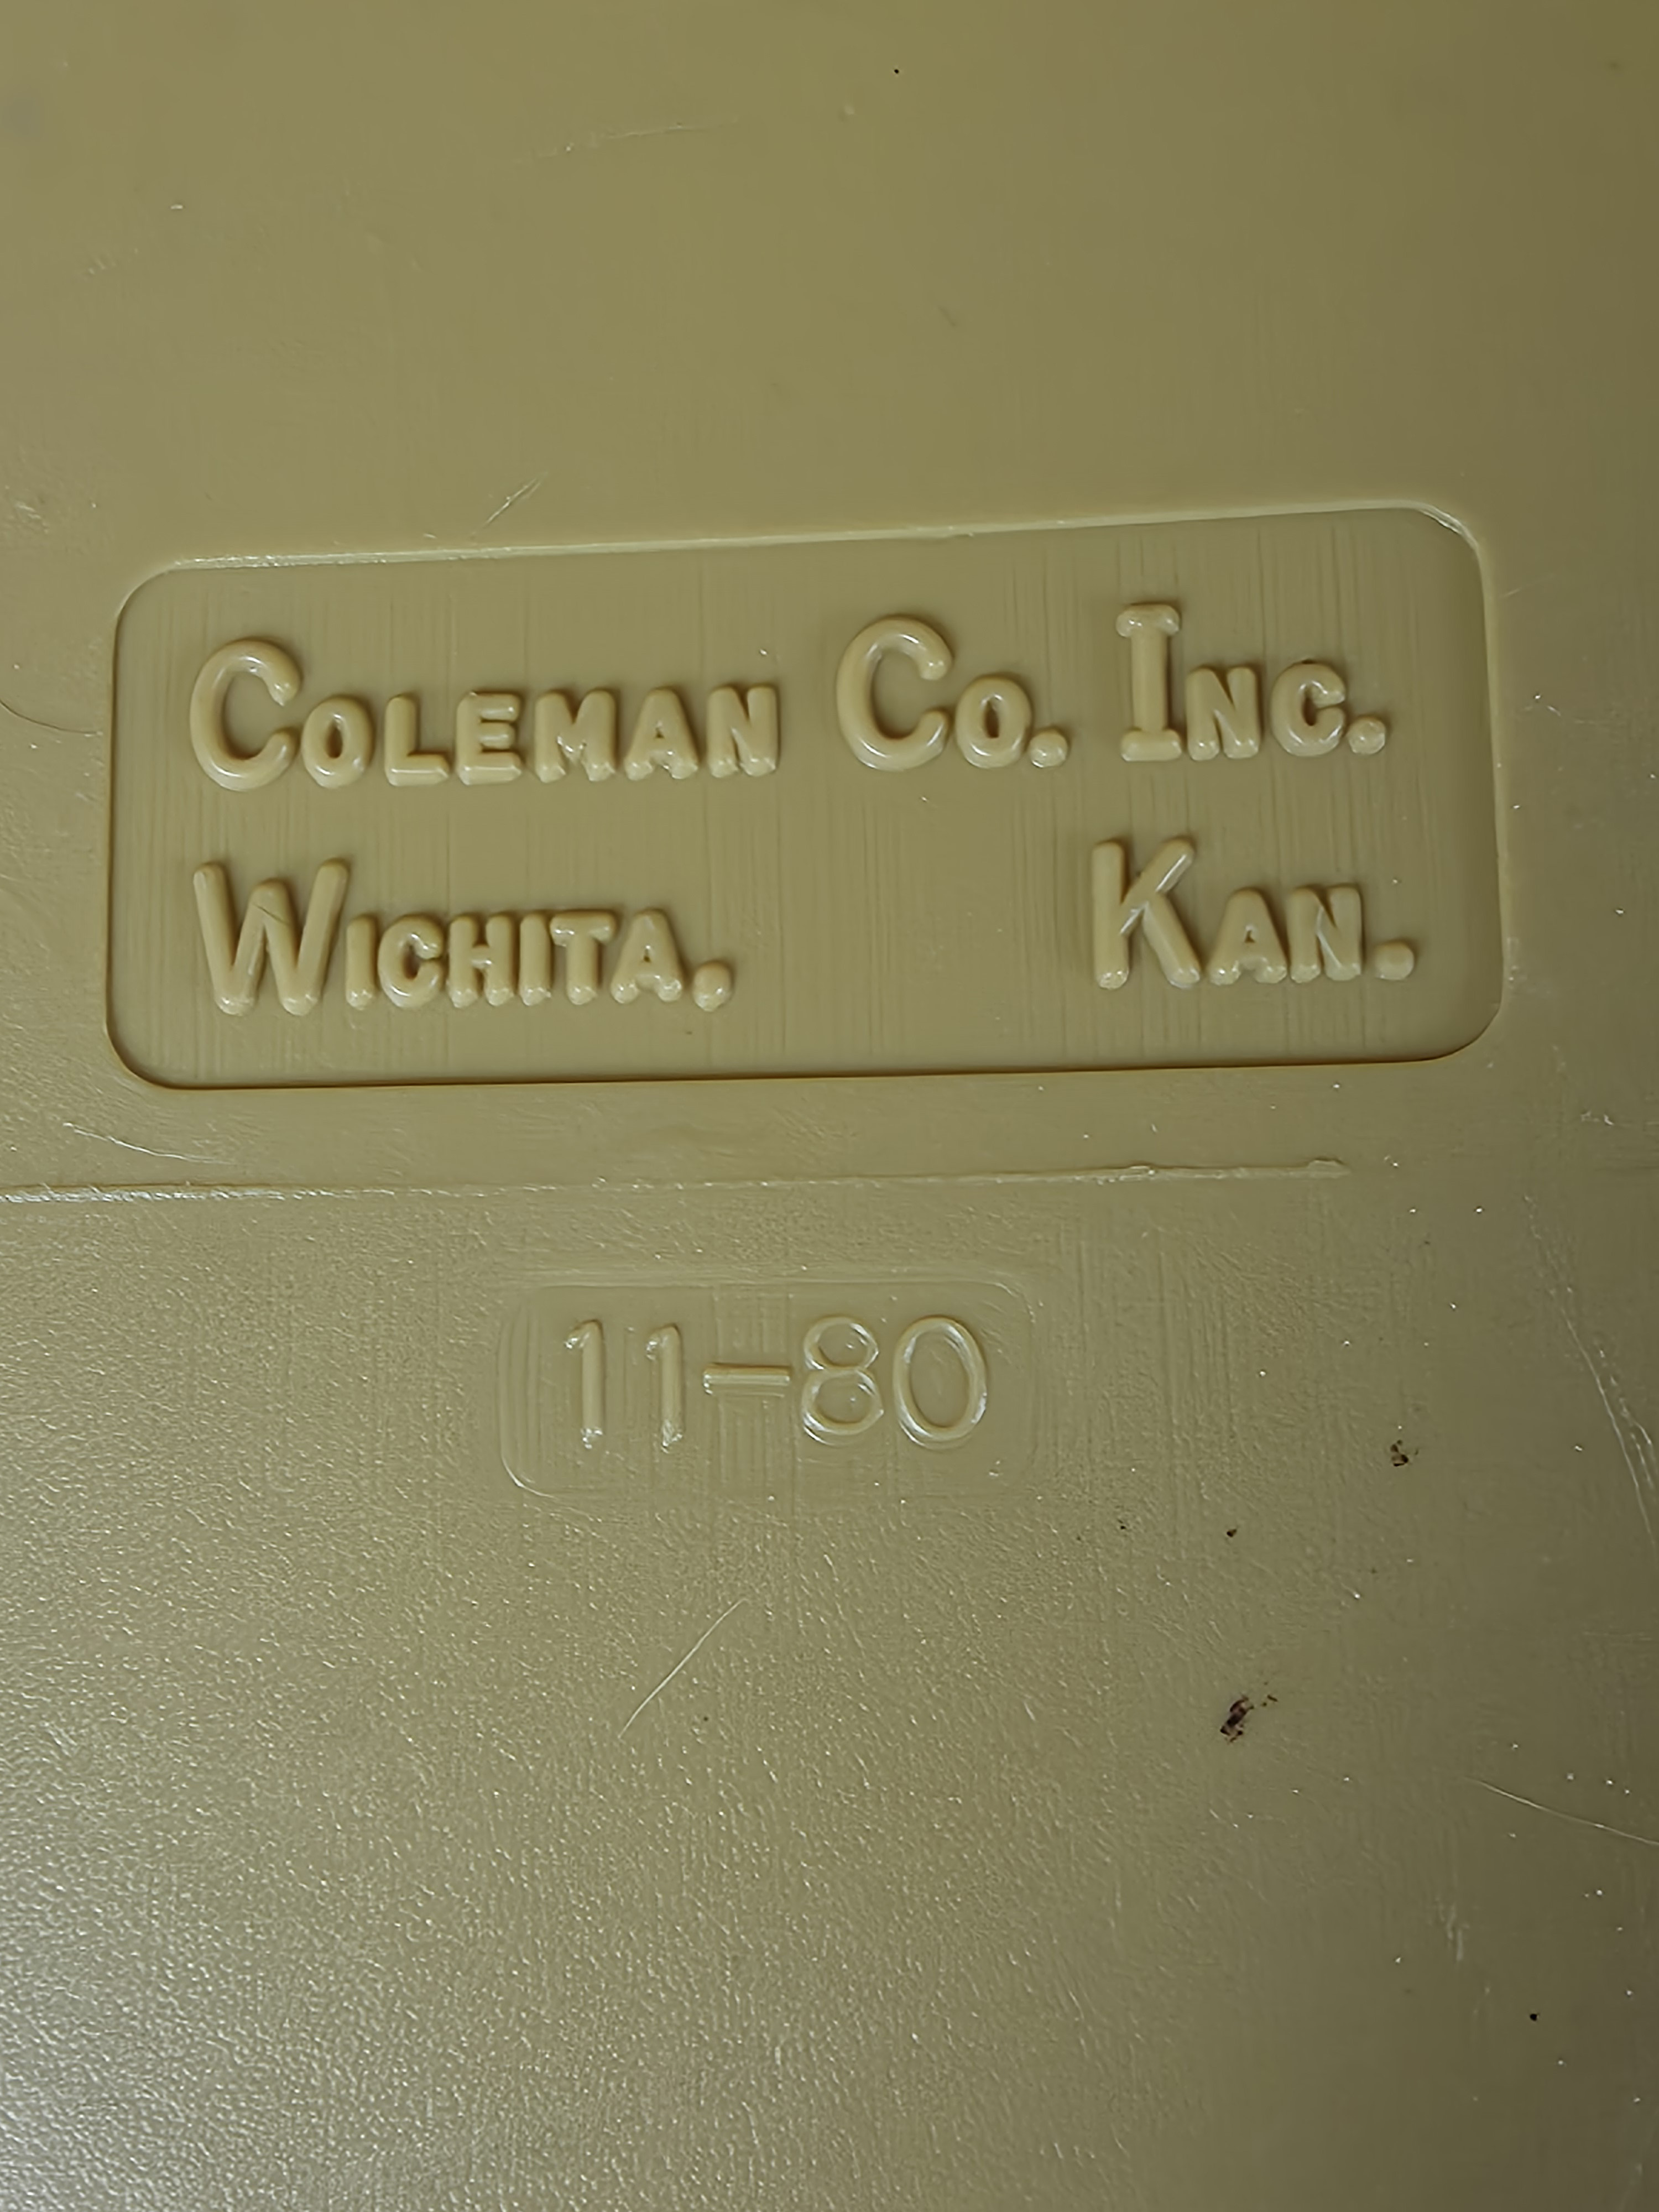 COLEMAN CO. INC.
WICHITA, KAN.
11-80